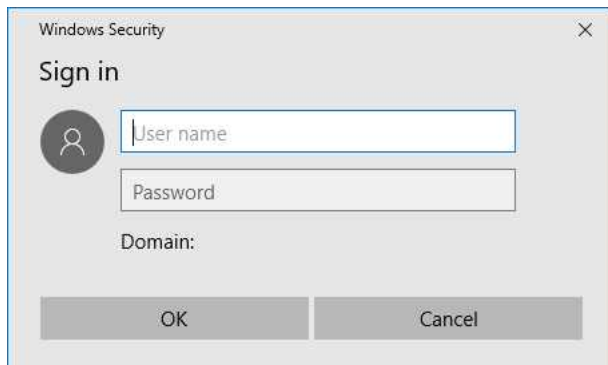 Windows Security
Sign in
User name
Password
Domain:
OK
Cancel